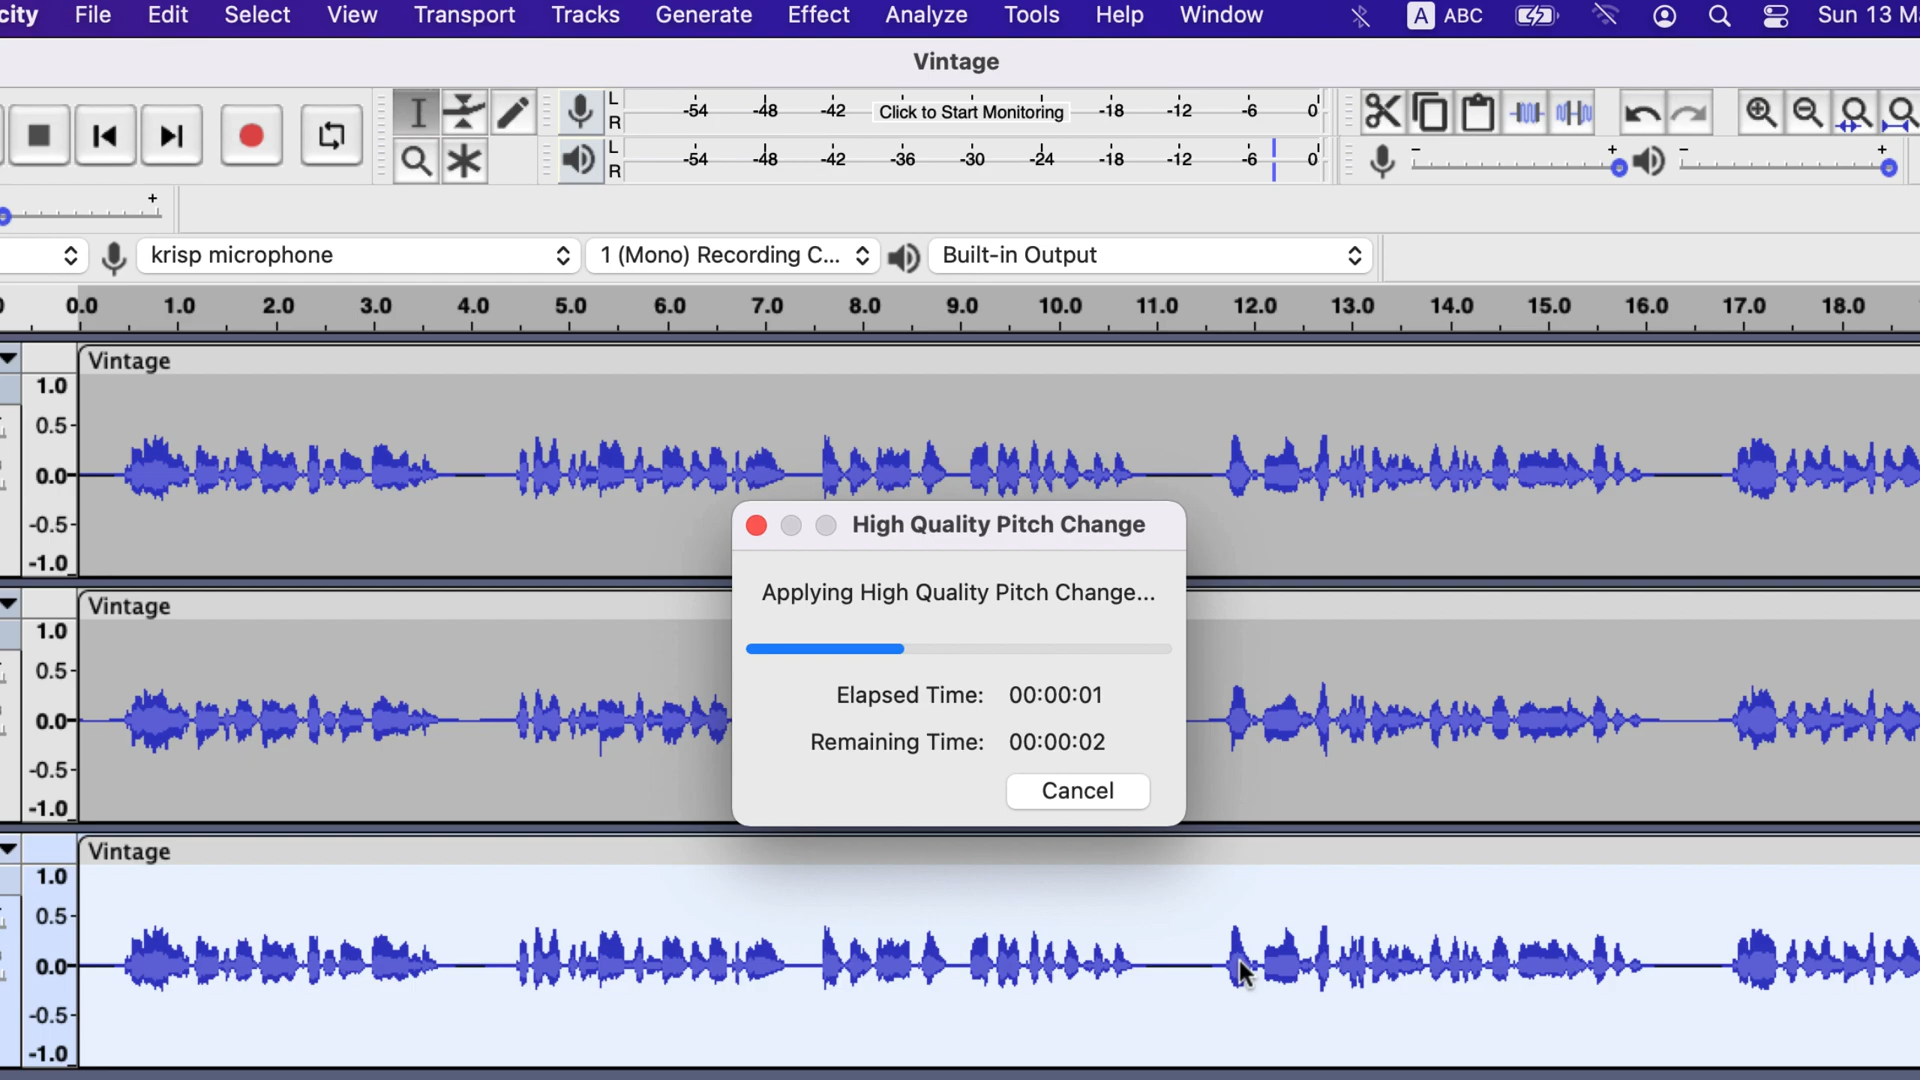 city File Edit Select View Transport Tracks Generate Effect Analyze Tools Help Window A ABC Sun 13 M
Vintage
L R -54 -48 -42 Click to Start Monitoring -18 -12 -6 0
L R -54 -48 -42 -36 -30 -24 -18 -12 -6 0
- + - +
+
krisp microphone 1 (Mono) Recording C... Built-in Output
0.0 1.0 2.0 3.0 4.0 5.0 6.0 7.0 8.0 9.0 10.0 11.0 12.0 13.0 14.0 15.0 16.0 17.0 18.0
Vintage
1.0
0.5
0.0
-0.5
-1.0
High Quality Pitch Change
Applying High Quality Pitch Change...
Elapsed Time: 00:00:01
Remaining Time: 00:00:02
Cancel
Vintage
1.0
0.5
0.0
-0.5
-1.0
Vintage
1.0
0.5
0.0
-0.5
-1.0